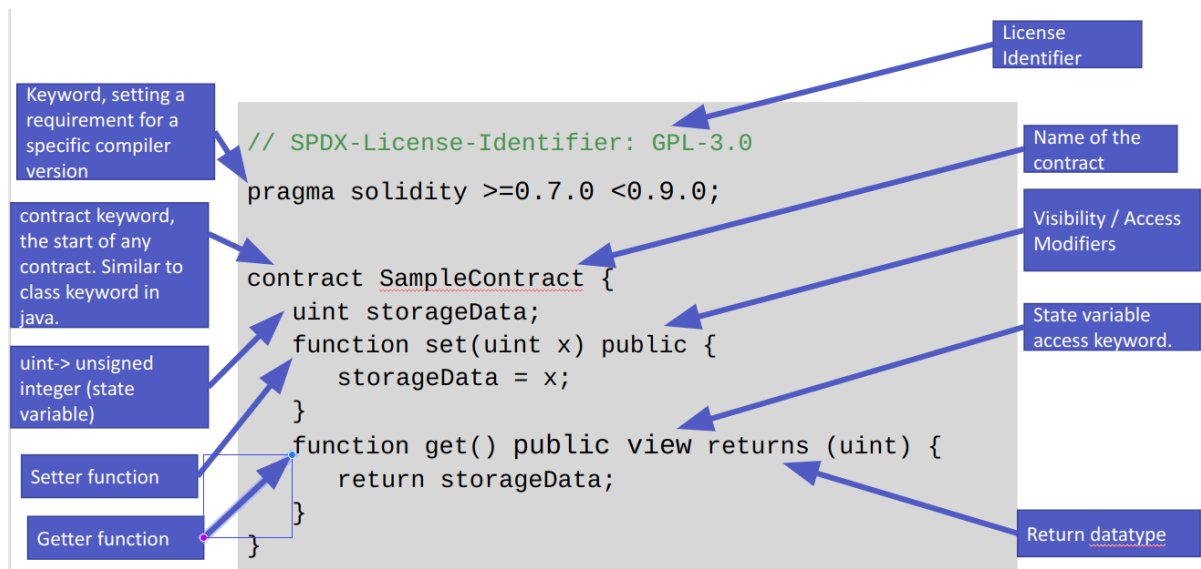 License
Identifier
Keyword, setting a
requirement for a
specific compiler
version
// SPDX-License-Identifier: GPL-3.0
Name of the
contract
pragma solidity >=0.7.0 <0.9.0;
contract keyword,
the start of any
contract. Similar to
class keyword in
java.
Visibility / Access
Modifiers
contract SampleContract {
uint storageData;
function set(uint x) public {
storageData = x;
}
State variable
access keyword.
uint-> unsigned
integer (state
variable)
function get() public view returns (uint) {
return storageData;
}
}
Setter function
Getter function
Return datatype